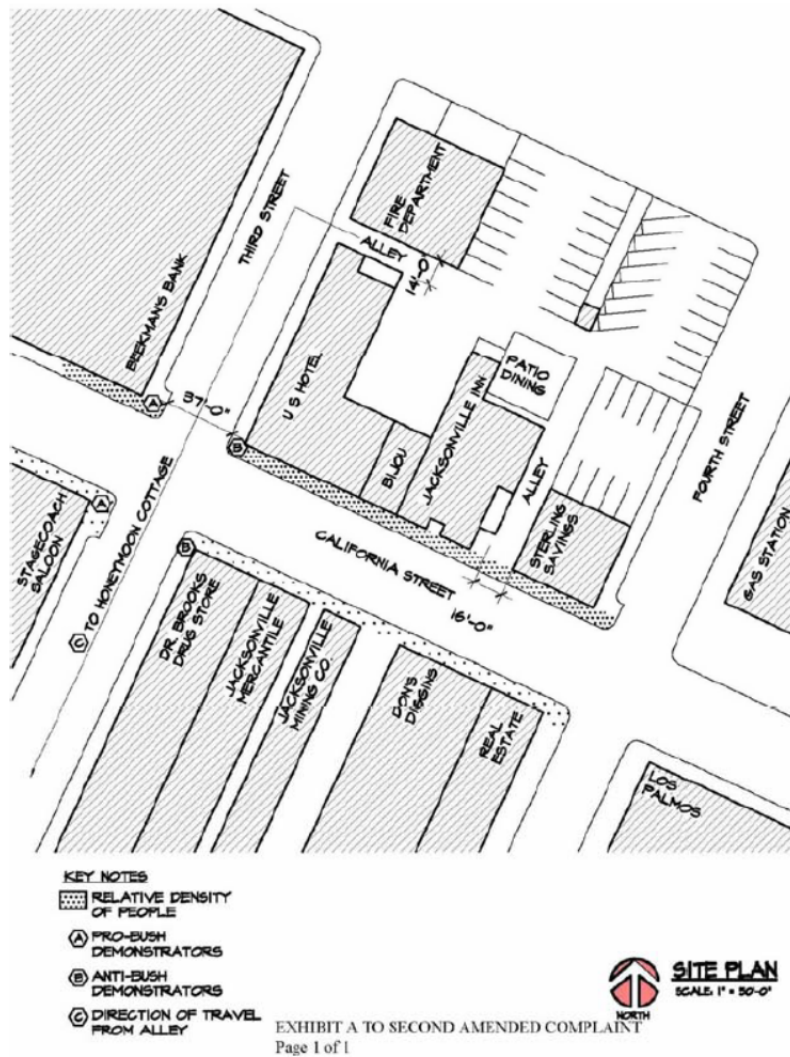 FIRE
DEPARTMENT
THIRD STREET
ALLEY
14'-0"
BEEKMAN'S BANK
U S HOTEL
PATIO
DINING
37'-0"
A
B
BIJOU
JACKSONVILLE INN
ALLEY
FOURTH STREET
STERLING
SAVINGS
GAS STATION
STAGECOACH
SALOON
A
C TO HONEYMOON COTTAGE
B
CALIFORNIA STREET
16'-0"
DR. BROOKS
DRUG STORE
JACKSONVILLE
MERCANTILE
JACKSONVILLE
MINING CO.
DON'S
DIGGINS
REAL
ESTATE
LOS
PALMOS
KEY NOTES
RELATIVE DENSITY
OF PEOPLE
A PRO-BUSH
DEMONSTRATORS
B ANTI-BUSH
DEMONSTRATORS
C DIRECTION OF TRAVEL
FROM ALLEY
SITE PLAN
SCALE: 1" = 50'-0"
NORTH
EXHIBIT A TO SECOND AMENDED COMPLAINT
Page 1 of 1